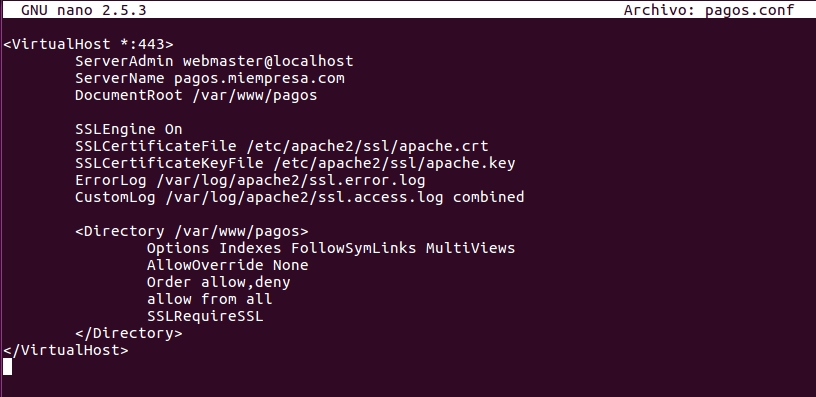 GNU nano 2.5.3 Archivo: pagos.conf
<VirtualHost *:443>
ServerAdmin webmaster@localhost
ServerName pagos.miempresa.com
DocumentRoot /var/www/pagos
SSLEngine On
SSLCertificateFile /etc/apache2/ssl/apache.crt
SSLCertificateKeyFile /etc/apache2/ssl/apache.key
ErrorLog /var/log/apache2/ssl.error.log
CustomLog /var/log/apache2/ssl.access.log combined
<Directory /var/www/pagos>
Options Indexes FollowSymLinks MultiViews
AllowOverride None
Order allow,deny
allow from all
SSLRequireSSL
</Directory>
</VirtualHost>